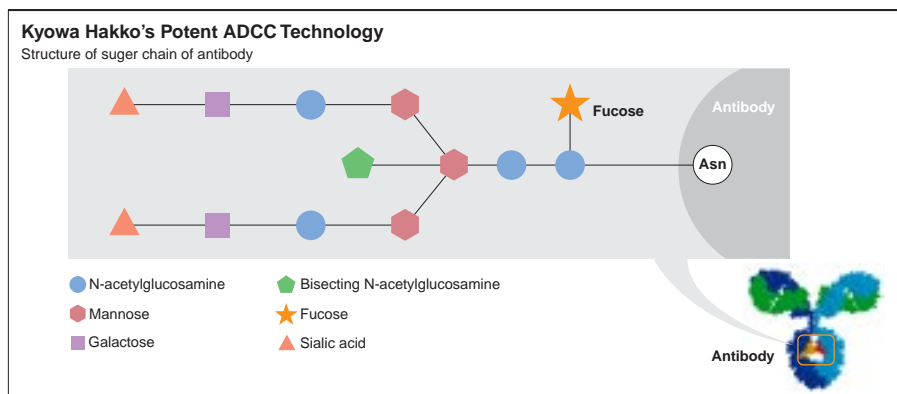 Kyowa Hakko's Potent ADCC Technology
Structure of suger chain of antibody
Fucose
Antibody
Asn
N-acetylglucosamine
Bisecting N-acetylglucosamine
Mannose
Fucose
Galactose
Sialic acid
Antibody